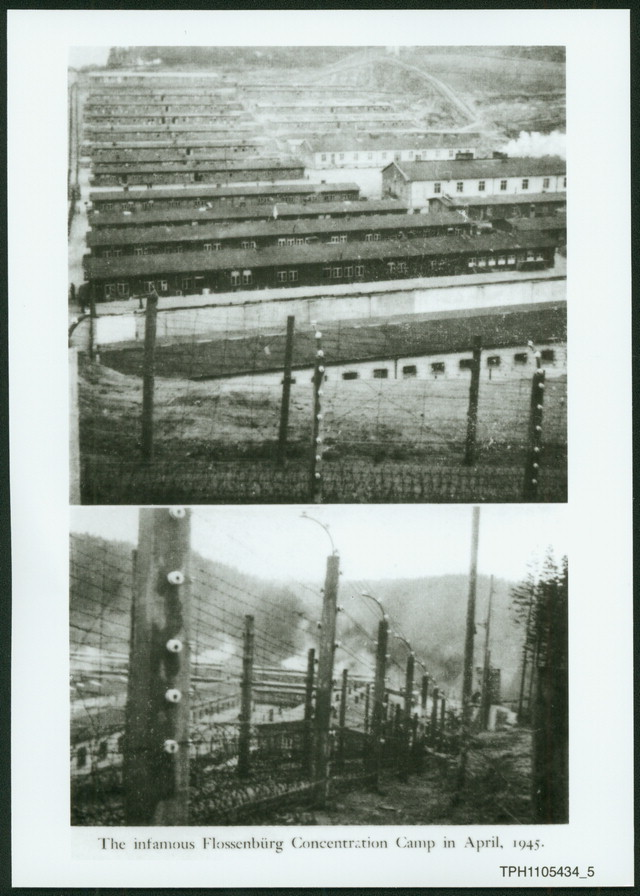 The infamous Flossenbürg Concentration Camp in April, 1945.
TPH1105434_5